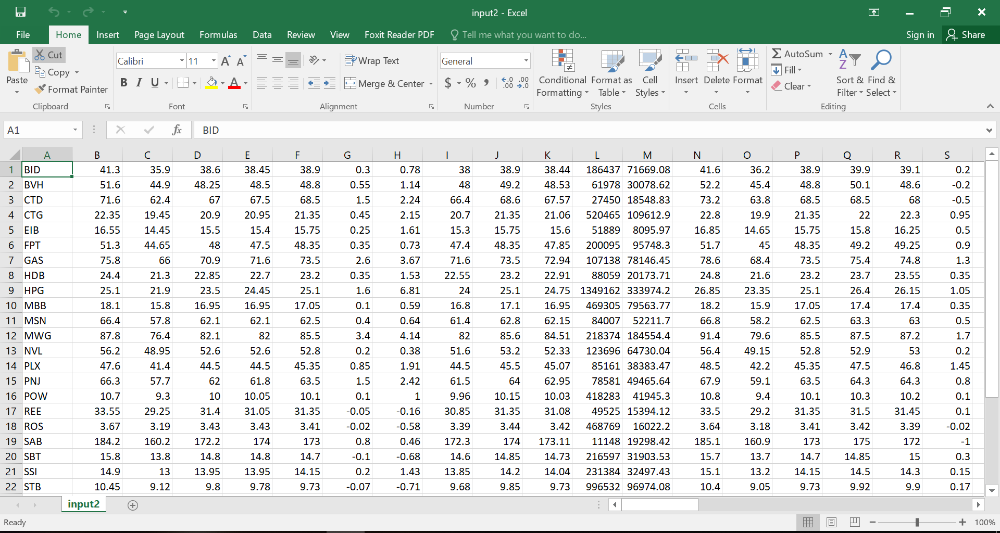 input2 - Excel
File Home Insert Page Layout Formulas Data Review View Foxit Reader PDF Tell me what you want to do... Sign in Share
Paste Cut Copy Format Painter Clipboard
Calibri 11 A A B I U A Font
Wrap Text Merge & Center Alignment
General $ % , .0 .00 .00 .0 Number
Conditional Formatting Format as Table Cell Styles Styles
Insert Delete Format Cells
AutoSum Fill Clear A Z Sort & Filter Find & Select Editing
A1 fx BID
A B C D E F G H I J K L M N O P Q R S
1 BID 41.3 35.9 38.6 38.45 38.9 0.3 0.78 38 38.9 38.44 186437 71669.08 41.6 36.2 38.9 39.9 39.1 0.2
2 BVH 51.6 44.9 48.25 48.5 48.8 0.55 1.14 48 49.2 48.53 61978 30078.62 52.2 45.4 48.8 50.1 48.6 -0.2
3 CTD 71.6 62.4 67 67.5 68.5 1.5 2.24 66.4 68.6 67.57 27450 18548.83 73.2 63.8 68.5 68.5 68 -0.5
4 CTG 22.35 19.45 20.9 20.95 21.35 0.45 2.15 20.7 21.35 21.06 520465 109612.9 22.8 19.9 21.35 22 22.3 0.95
5 EIB 16.55 14.45 15.5 15.4 15.75 0.25 1.61 15.3 15.75 15.6 51889 8095.97 16.85 14.65 15.75 15.8 16.25 0.5
6 FPT 51.3 44.65 48 47.5 48.35 0.35 0.73 47.4 48.35 47.85 200095 95748.3 51.7 45 48.35 49.2 49.25 0.9
7 GAS 75.8 66 70.9 71.6 73.5 2.6 3.67 71.6 73.5 72.94 107138 78146.45 78.6 68.4 73.5 75.4 74.8 1.3
8 HDB 24.4 21.3 22.85 22.7 23.2 0.35 1.53 22.55 23.2 22.91 88059 20173.71 24.8 21.6 23.2 23.7 23.55 0.35
9 HPG 25.1 21.9 23.5 24.45 25.1 1.6 6.81 24 25.1 24.75 1349162 333974.2 26.85 23.35 25.1 26.4 26.15 1.05
10 MBB 18.1 15.8 16.95 16.95 17.05 0.1 0.59 16.8 17.1 16.95 469305 79563.77 18.2 15.9 17.05 17.4 17.4 0.35
11 MSN 66.4 57.8 62.1 62.1 62.5 0.4 0.64 61.4 62.8 62.15 84007 52211.7 66.8 58.2 62.5 63.3 63 0.5
12 MWG 87.8 76.4 82.1 82 85.5 3.4 4.14 82 85.6 84.51 218374 184554.4 91.4 79.6 85.5 87.5 87.2 1.7
13 NVL 56.2 48.95 52.6 52.6 52.8 0.2 0.38 51.6 53.2 52.33 123696 64730.04 56.4 49.15 52.8 52.9 53 0.2
14 PLX 47.6 41.4 44.5 44.5 45.35 0.85 1.91 44.5 45.5 45.07 85161 38383.47 48.5 42.2 45.35 47.5 46.8 1.45
15 PNJ 66.3 57.7 62 61.8 63.5 1.5 2.42 61.5 64 62.95 78581 49465.64 67.9 59.1 63.5 64.3 64.3 0.8
16 POW 10.7 9.3 10 10.05 10.1 0.1 1 9.96 10.15 10.03 418283 41945.3 10.8 9.4 10.1 10.3 10.2 0.1
17 REE 33.55 29.25 31.4 31.05 31.35 -0.05 -0.16 30.85 31.35 31.08 49525 15394.12 33.5 29.2 31.35 31.5 31.45 0.1
18 ROS 3.67 3.19 3.43 3.43 3.41 -0.02 -0.58 3.39 3.44 3.42 468769 16022.2 3.64 3.18 3.41 3.42 3.39 -0.02
19 SAB 184.2 160.2 172.2 174 173 0.8 0.46 172.3 174 173.11 11148 19298.42 185.1 160.9 173 175 172 -1
20 SBT 15.8 13.8 14.8 14.8 14.7 -0.1 -0.68 14.6 14.85 14.73 216597 31903.53 15.7 13.7 14.7 14.85 15 0.3
21 SSI 14.9 13 13.95 13.95 14.15 0.2 1.43 13.85 14.2 14.04 231384 32497.43 15.1 13.2 14.15 14.5 14.3 0.15
22 STB 10.45 9.12 9.8 9.78 9.73 -0.07 -0.71 9.68 9.85 9.73 996532 96974.08 10.4 9.05 9.73 9.92 9.9 0.17
input2
Ready 100%